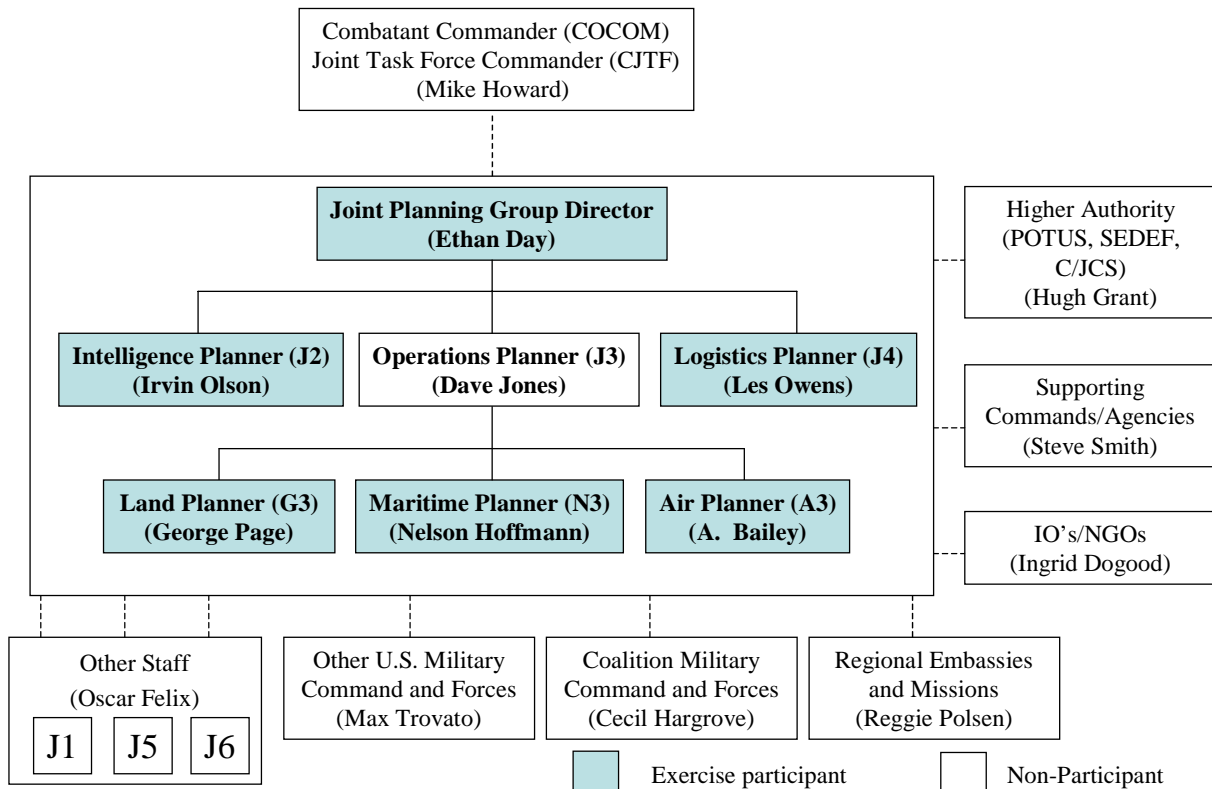 Combatant Commander (COCOM)
Joint Task Force Commander (CJTF)
(Mike Howard)
Joint Planning Group Director
(Ethan Day)
Higher Authority
(POTUS, SEDEF,
C/JCS)
(Hugh Grant)
Intelligence Planner (J2)
(Irvin Olson)
Operations Planner (J3)
(Dave Jones)
Logistics Planner (J4)
(Les Owens)
Supporting
Commands/Agencies
(Steve Smith)
Land Planner (G3)
(George Page)
Maritime Planner (N3)
(Nelson Hoffmann)
Air Planner (A3)
(A. Bailey)
IO’s/NGOs
(Ingrid Dogood)
Other Staff
(Oscar Felix)
J1
J5
J6
Other U.S. Military
Command and Forces
(Max Trovato)
Coalition Military
Command and Forces
(Cecil Hargrove)
Regional Embassies
and Missions
(Reggie Polsen)
Exercise participant
Non-Participant